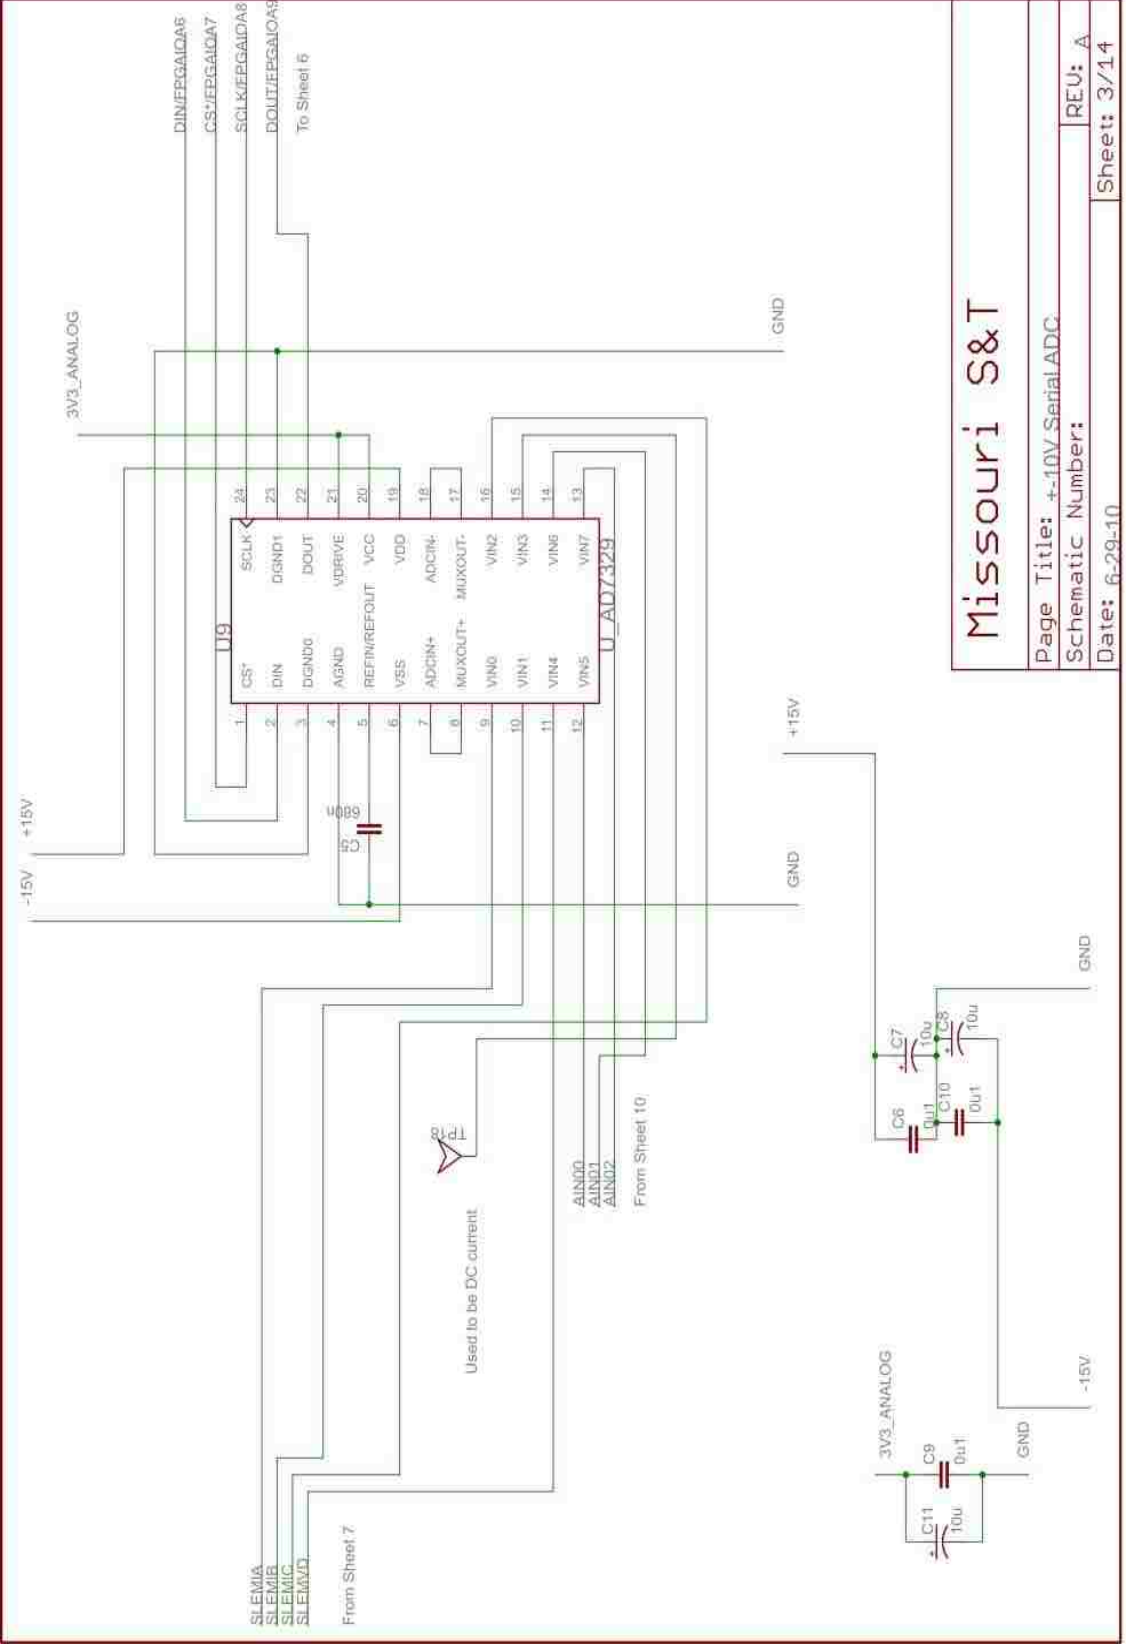 -15V
+15V
3V3_ANALOG
DIN/FPGAIOA6
CS*/FPGAIOA7
SCLK/FPGAIOA8
DOUT/FPGAIOA9
To Sheet 6
SLEMIA
SLEMIB
SLEMIC
SLEMVD
From Sheet 7
U9
1 CS*
2 DIN
3 DGND0
4 AGND
5 REFIN/REFOUT
6 VSS
7 ADCIN+
8 MUXOUT+
9 VIN0
10 VIN1
11 VIN4
12 VIN5
SCLK 24
DGND1 23
DOUT 22
VDRIVE 21
VCC 20
VDD 19
ADCIN- 18
MUXOUT- 17
VIN2 16
VIN3 15
VIN6 14
VIN7 13
U_AD7329
C5
680n
TP18
Used to be DC current
AIN00
AIN01
AIN02
From Sheet 10
GND
GND
+15V
3V3_ANALOG
C11
10u
C9
0u1
GND
C6
0u1
C7
10u
C10
0u1
C8
10u
GND
-15V
Missouri S&T
Page Title: +-10V Serial ADC
Schematic Number:
REV: A
Date: 6-29-10
Sheet: 3/14